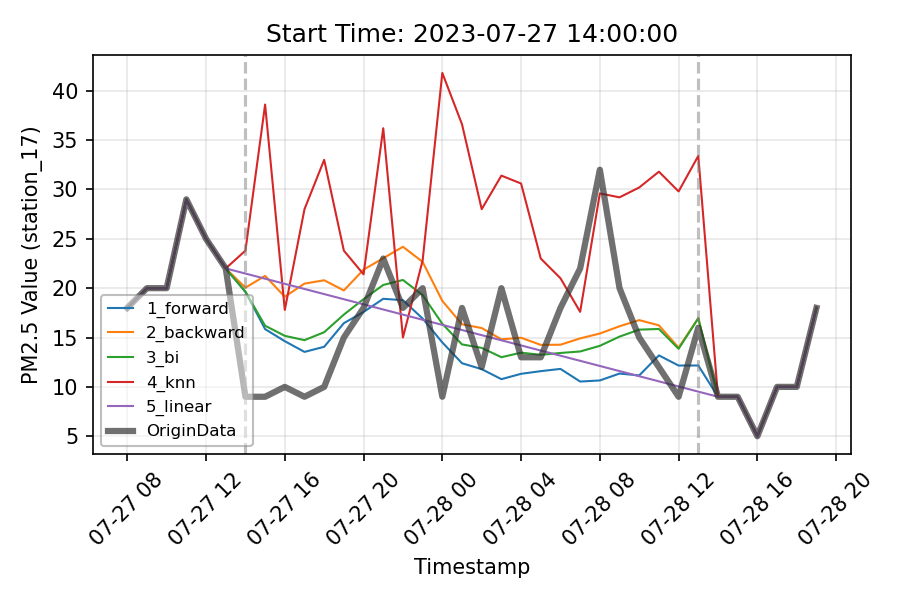 Start Time: 2023-07-27 14:00:00
PM2.5 Value (station_17)
40
35
30
25
20
15
10
5
1_forward
2_backward
3_bi
4_knn
5_linear
OriginData
07-27 08
07-27 12
07-27 16
07-27 20
07-28 00
07-28 04
07-28 08
07-28 12
07-28 16
07-28 20
Timestamp